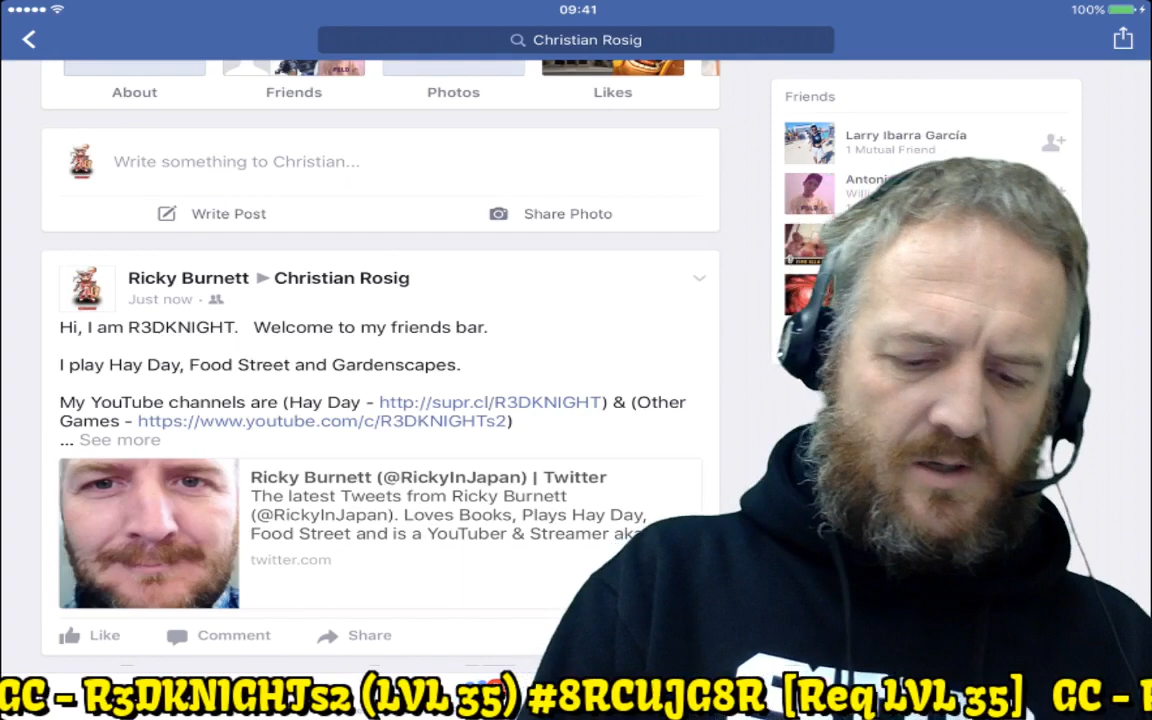 09:41
100%
Christian Rosig
About
Friends
Photos
Likes
Friends
Larry Ibarra García
1 Mutual Friend
Write something to Christian...
Write Post
Share Photo
Ricky Burnett ▶ Christian Rosig
Just now ·
Hi, I am R3DKNIGHT. Welcome to my friends bar.
I play Hay Day, Food Street and Gardenscapes.
My YouTube channels are (Hay Day - http://supr.cl/R3DKNIGHT) & (Other
Games - https://www.youtube.com/c/R3DKNIGHTs2)
... See more
Ricky Burnett (@RickyInJapan) | Twitter
The latest Tweets from Ricky Burnett
(@RickyInJapan). Loves Books, Plays Hay Day,
Food Street and is a YouTuber & Streamer
twitter.com
Like
Comment
Share
GC - R3DKNIGHTs2 (LVL 35) #8RCUJG8R [Req LVL 35] GC -